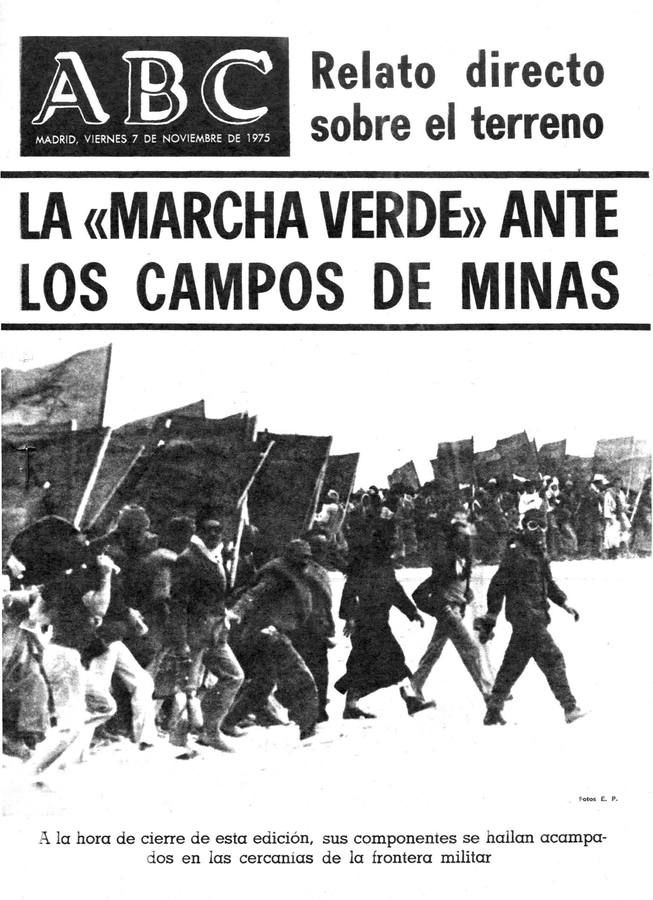 ABC
MADRID, VIERNES 7 DE NOVIEMBRE DE 1975
Relato directo
sobre el terreno
LA «MARCHA VERDE» ANTE
LOS CAMPOS DE MINAS
Fotos E. P.
A la hora de cierre de esta edición, sus componentes se hallan acampa-
dos en las cercanías de la frontera militar